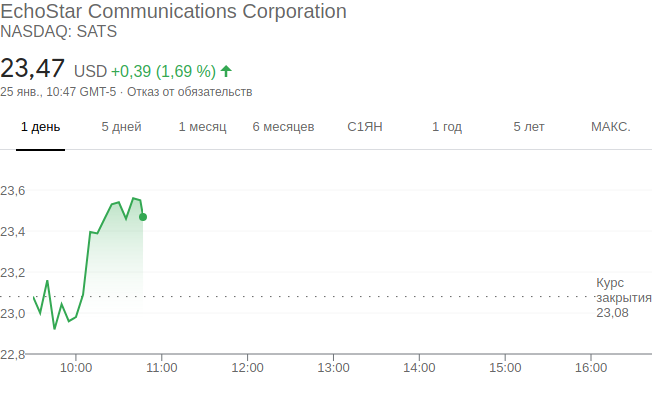 EchoStar Communications Corporation
NASDAQ: SATS
23,47 USD +0,39 (1,69 %)
25 янв., 10:47 GMT-5 · Отказ от обязательств
1 день 5 дней 1 месяц 6 месяцев С1ЯН 1 год 5 лет МАКС.
23,6
23,4
23,2
Курс
закрытия
23,08
23,0
22,8
10:00 11:00 12:00 13:00 14:00 15:00 16:00